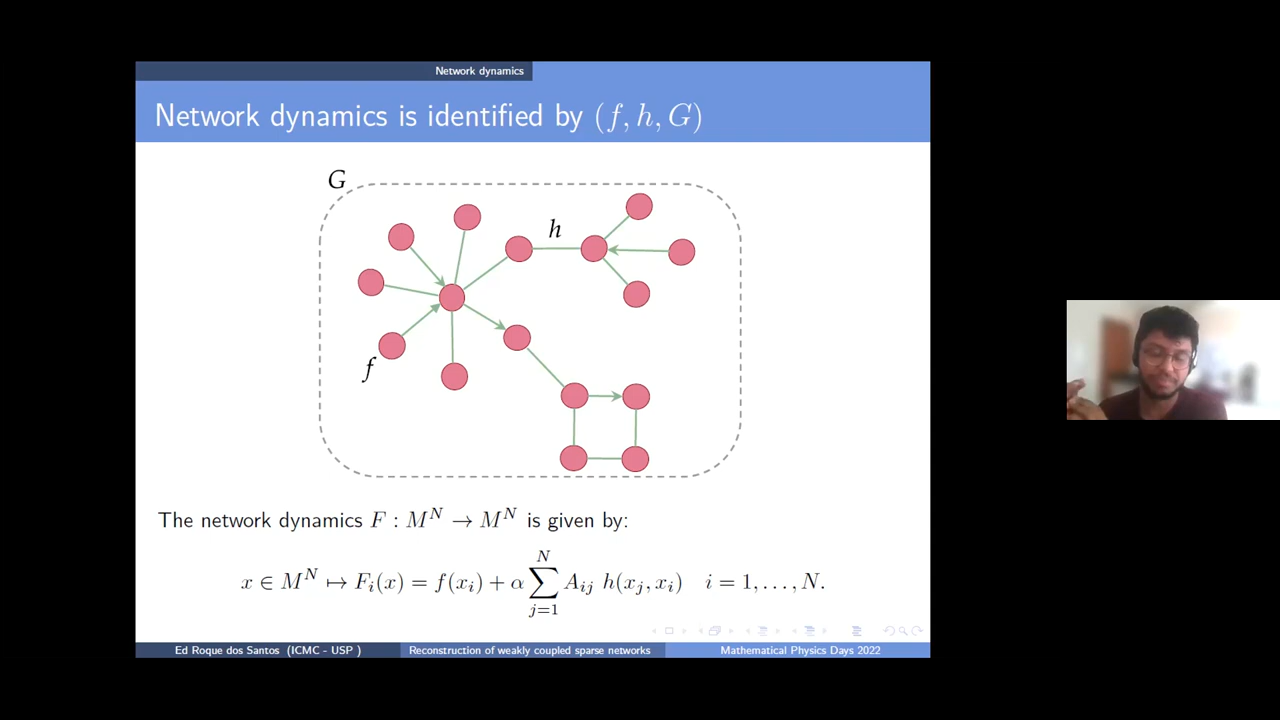 Network dynamics
Network dynamics is identified by (f, h, G)
G
h
f
The network dynamics F : M^N → M^N is given by:
x ∈ M^N ↦ F_i(x) = f(x_i) + α ∑_{j=1}^{N} A_{ij} h(x_j, x_i)   i = 1, . . . , N.
Ed Roque dos Santos (ICMC - USP )
Reconstruction of weakly coupled sparse networks
Mathematical Physics Days 2022